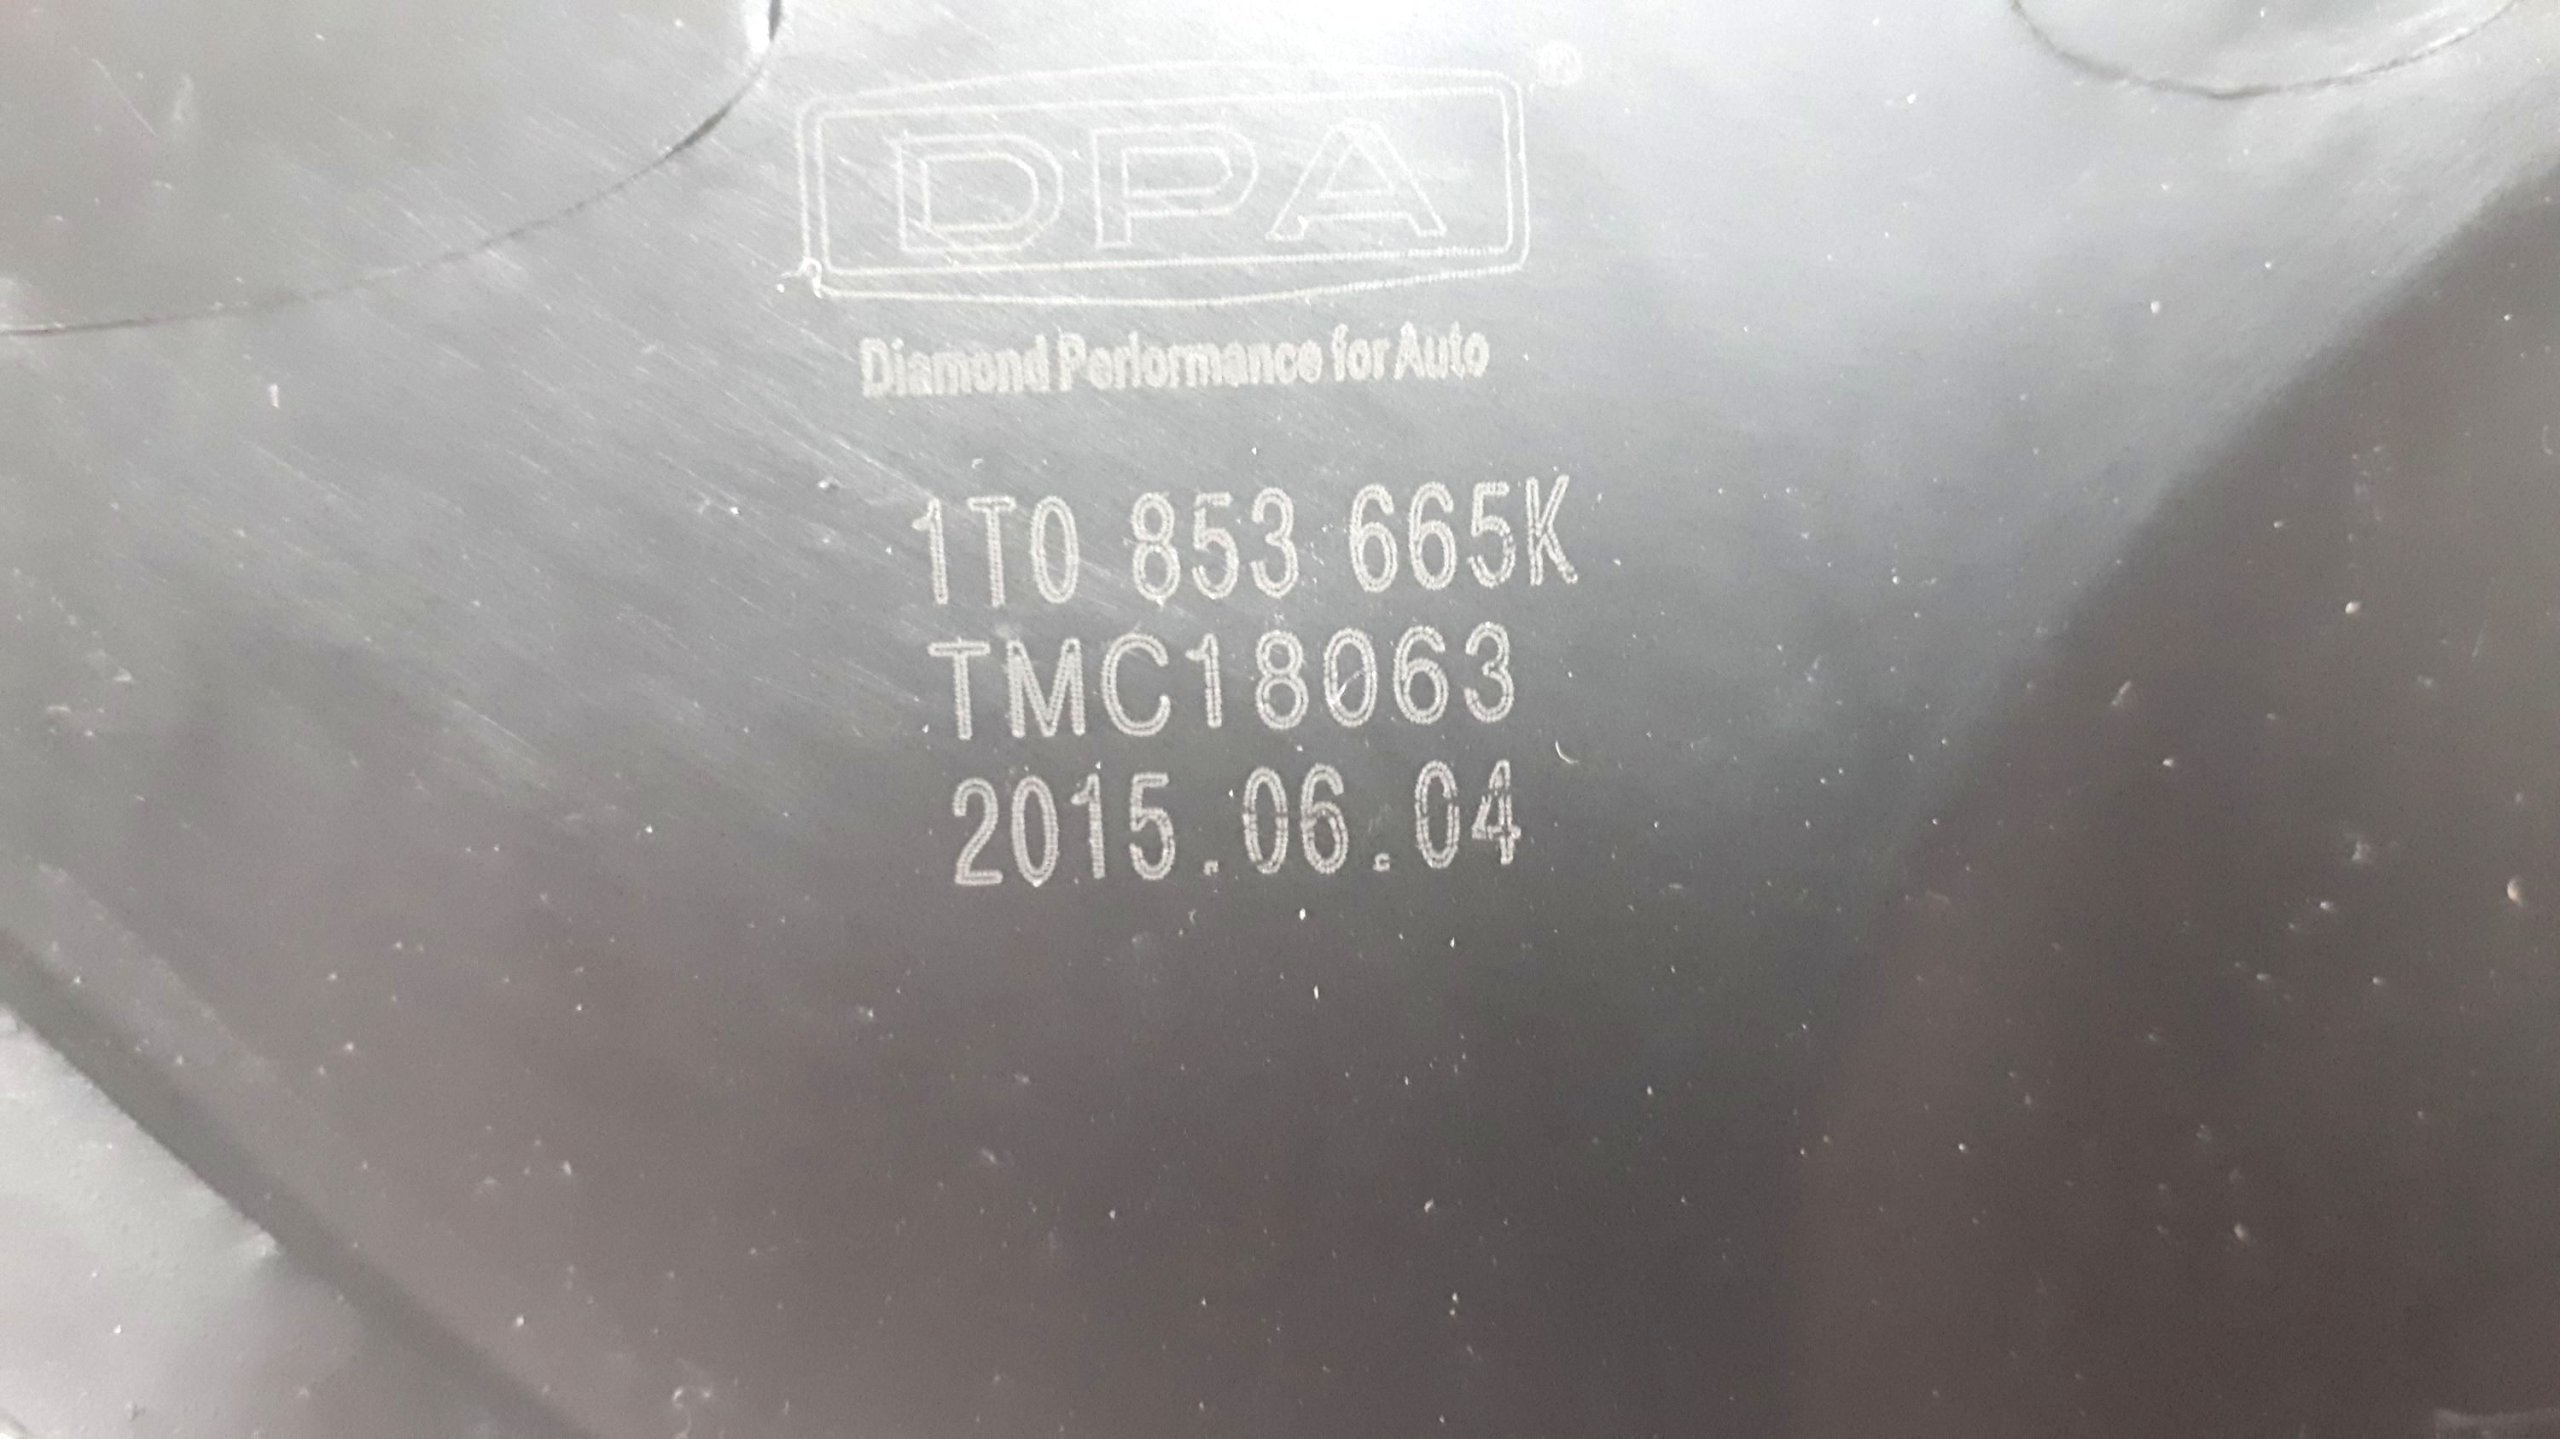 DPA®
Diamond Performance for Auto
1T0 853 665K
TMC18063
2015.06.04